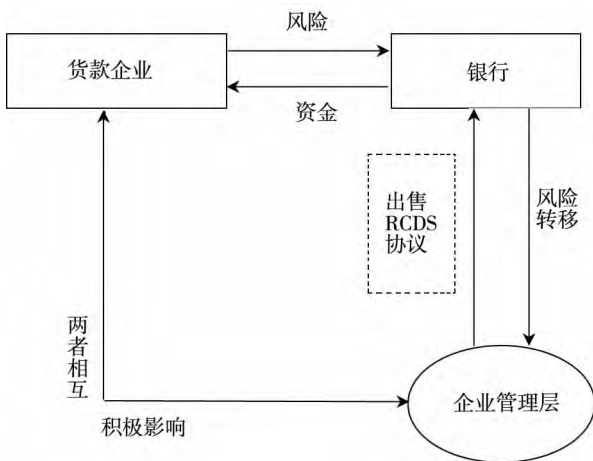 风险
货款企业
银行
资金
出售
RCDS
协议
风险
转移
两
者
相
互
企业管理层
积极影响